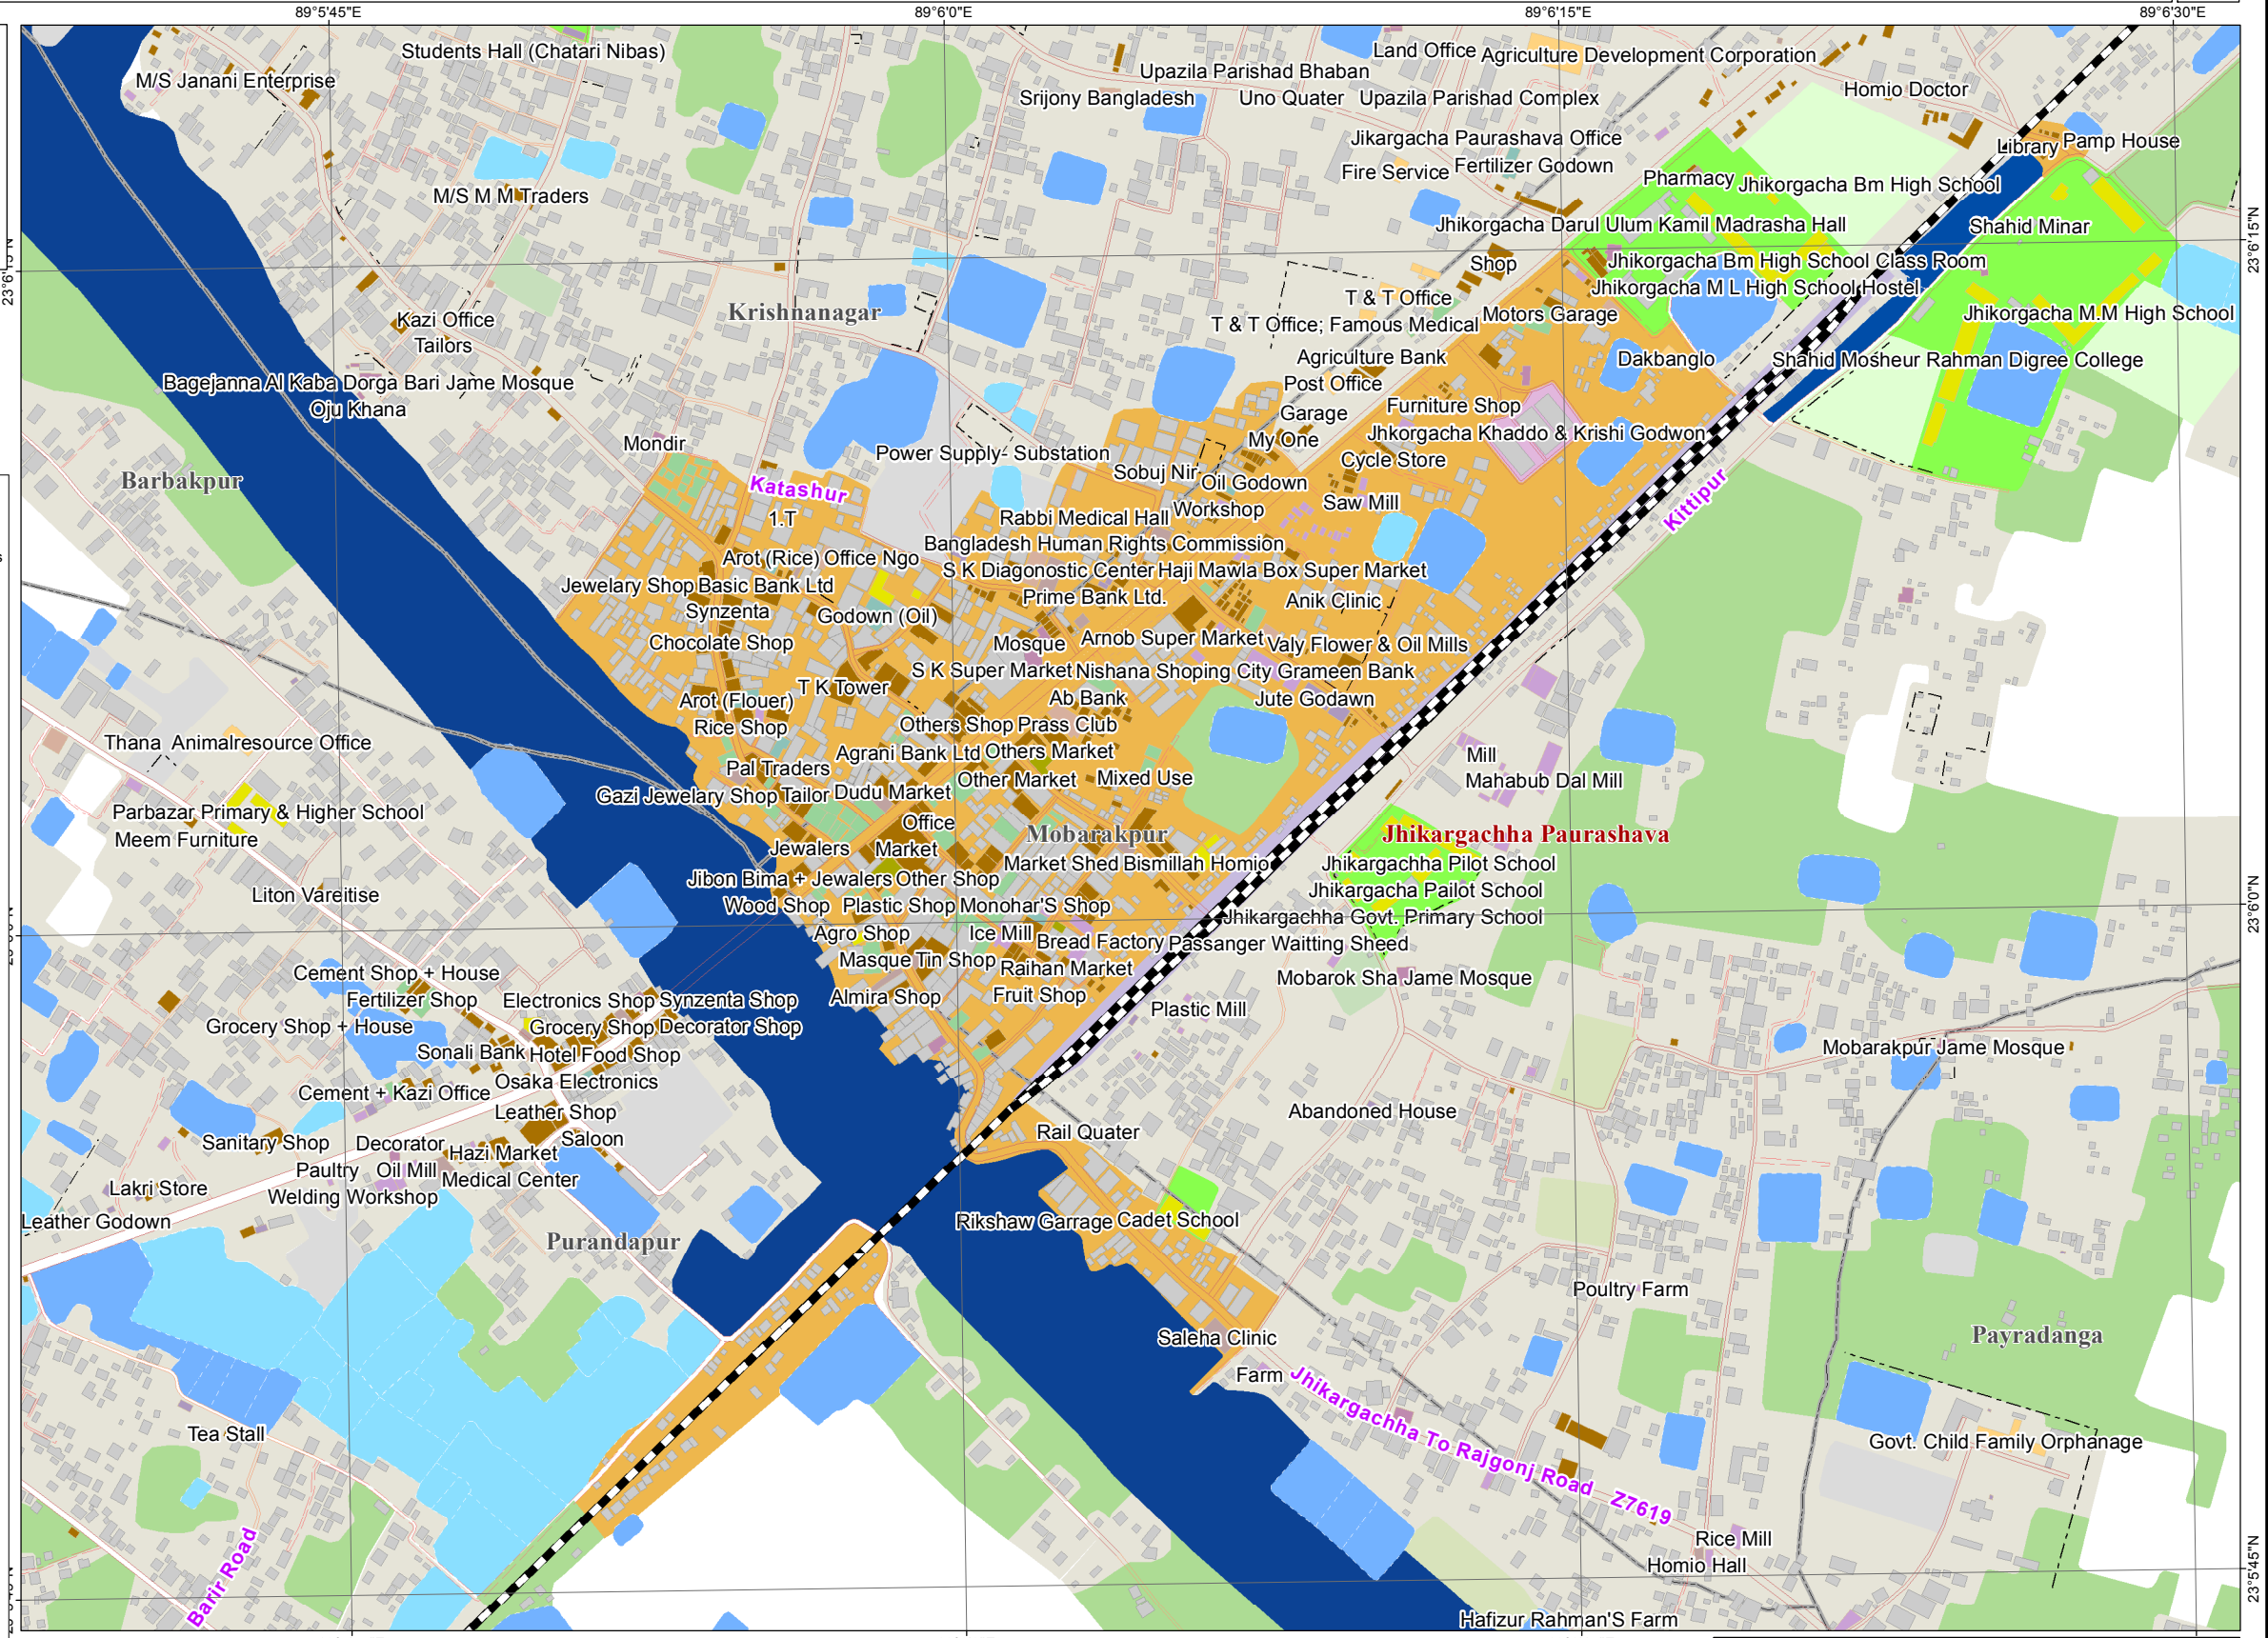 89°5'45"E
89°6'0"E
89°6'15"E
89°6'30"E
Students Hall (Chatari Nibas)
Land Office
Agriculture Development Corporation
M/S Janani Enterprise
Upazila Parishad Bhaban
Homio Doctor
Srijony Bangladesh
Uno Quater
Upazila Parishad Complex
Jikargacha Paurashava Office
Library
Pamp House
Fire Service
Fertilizer Godown
Pharmacy
Jhikorgacha Bm High School
M/S M M Traders
Jhikorgacha Darul Ulum Kamil Madrasha Hall
Shahid Minar
23°6'15"N
Shop
Jhikorgacha Bm High School Class Room
Jhikorgacha M L High School Hostel
T & T Office
Krishnanagar
Motors Garage
Jhikorgacha M.M High School
Kazi Office
T & T Office; Famous Medical
Tailors
Agriculture Bank
Dakbanglo
Shahid Mosheur Rahman Digree College
Bagejanna Al Kaba Dorga Bari Jame Mosque
Post Office
Oju Khana
Garage
Furniture Shop
Mondir
My One
Jhkorgacha Khaddo & Krishi Godwon
Power Supply- Substation
Cycle Store
Barbakpur
Katashur
Sobuj Nir
Oil Godown
Kittipur
1.T
Rabbi Medical Hall
Workshop
Saw Mill
Bangladesh Human Rights Commission
Arot (Rice)
Office Ngo
S K Diagonostic Center
Haji Mawla Box Super Market
Jewelary Shop
Basic Bank Ltd
Prime Bank Ltd.
Anik Clinic
Synzenta
Godown (Oil)
Chocolate Shop
Mosque
Arnob Super Market
Valy Flower & Oil Mills
S K Super Market
Nishana Shoping City
Grameen Bank
T K Tower
Arot (Flouer)
Ab Bank
Jute Godawn
Rice Shop
Others Shop
Prass Club
Thana
Animalresource Office
Agrani Bank Ltd
Others Market
Mill
Pal Traders
Other Market
Mixed Use
Mahabub Dal Mill
Gazi Jewelary Shop
Tailor
Dudu Market
Parbazar Primary & Higher School
Office
Mobarakpur
Jhikargachha Paurashava
Meem Furniture
Jewalers
Market
Market Shed
Bismillah Homio
Jhikargachha Pilot School
Jibon Bima + Jewalers
Other Shop
Jhikargacha Pailot School
Liton Vareitise
Wood Shop
Plastic Shop
Monohar'S Shop
Jhikargachha Govt. Primary School
23°6'0"N
Agro Shop
Ice Mill
Bread Factory
Passanger Waitting Sheed
Masque
Tin Shop
Raihan Market
Mobarok Sha Jame Mosque
Cement Shop + House
Almira Shop
Fruit Shop
Fertilizer Shop
Electronics Shop
Synzenta Shop
Plastic Mill
Grocery Shop + House
Grocery Shop
Decorator Shop
Sonali Bank
Hotel
Food Shop
Mobarakpur Jame Mosque
Osaka Electronics
Cement + Kazi Office
Leather Shop
Abandoned House
Sanitary Shop
Decorator
Saloon
Rail Quater
Hazi Market
Paultry
Oil Mill
Medical Center
Lakri Store
Welding Workshop
Leather Godown
Rikshaw Garrage
Cadet School
Purandapur
Poultry Farm
Saleha Clinic
Payradanga
Farm
Jhikargachha To Rajgonj Road Z7619
Tea Stall
Govt. Child Family Orphanage
Barir Road
Rice Mill
Homio Hall
23°5'45"N
Hafizur Rahman'S Farm